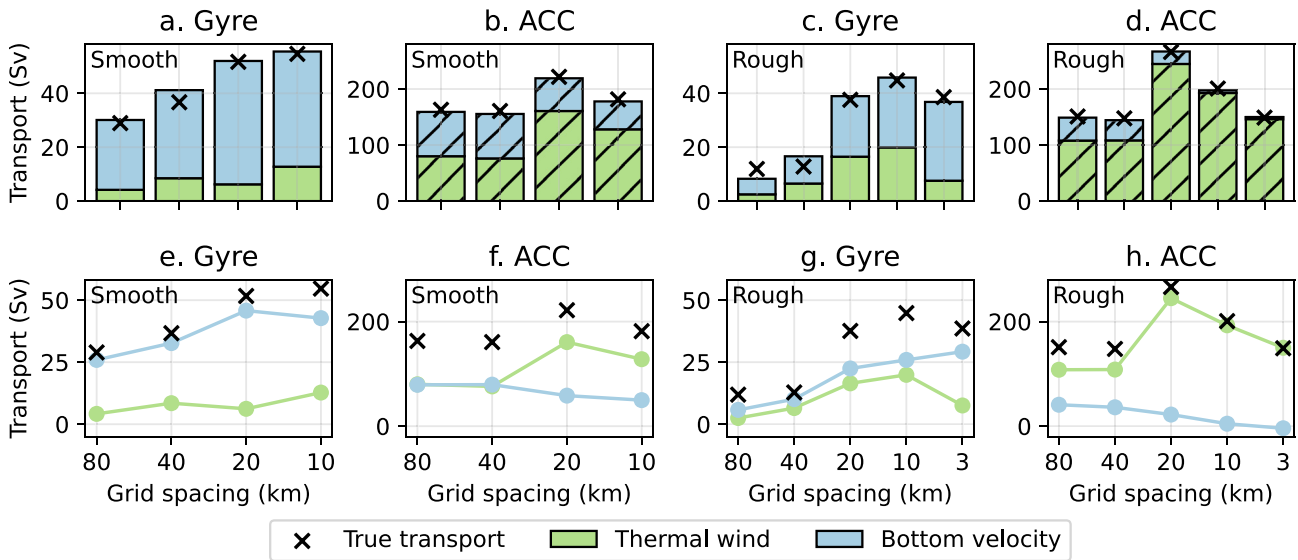 a. Gyre
b. ACC
c. Gyre
d. ACC
Transport (Sv)
40
20
0
Smooth
200
100
0
Smooth
40
20
0
Rough
200
100
0
Rough
e. Gyre
f. ACC
g. Gyre
h. ACC
Transport (Sv)
50
25
0
Smooth
80 40 20 10
Grid spacing (km)
200
0
Smooth
80 40 20 10
Grid spacing (km)
50
25
0
Rough
80 40 20 10 3
Grid spacing (km)
200
0
Rough
80 40 20 10 3
Grid spacing (km)
True transport Thermal wind Bottom velocity